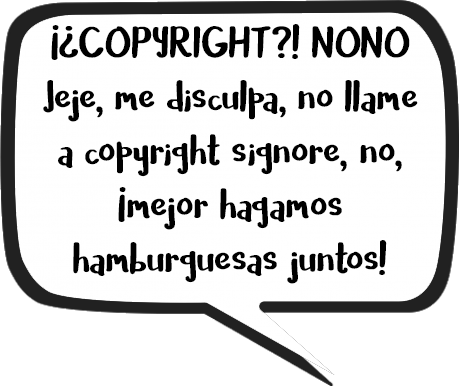 ¡¿COPYRIGHT?! NONO
Jeje, me disculpa, no llame
a copyright signore, no,
¡mejor hagamos
hamburguesas juntos!